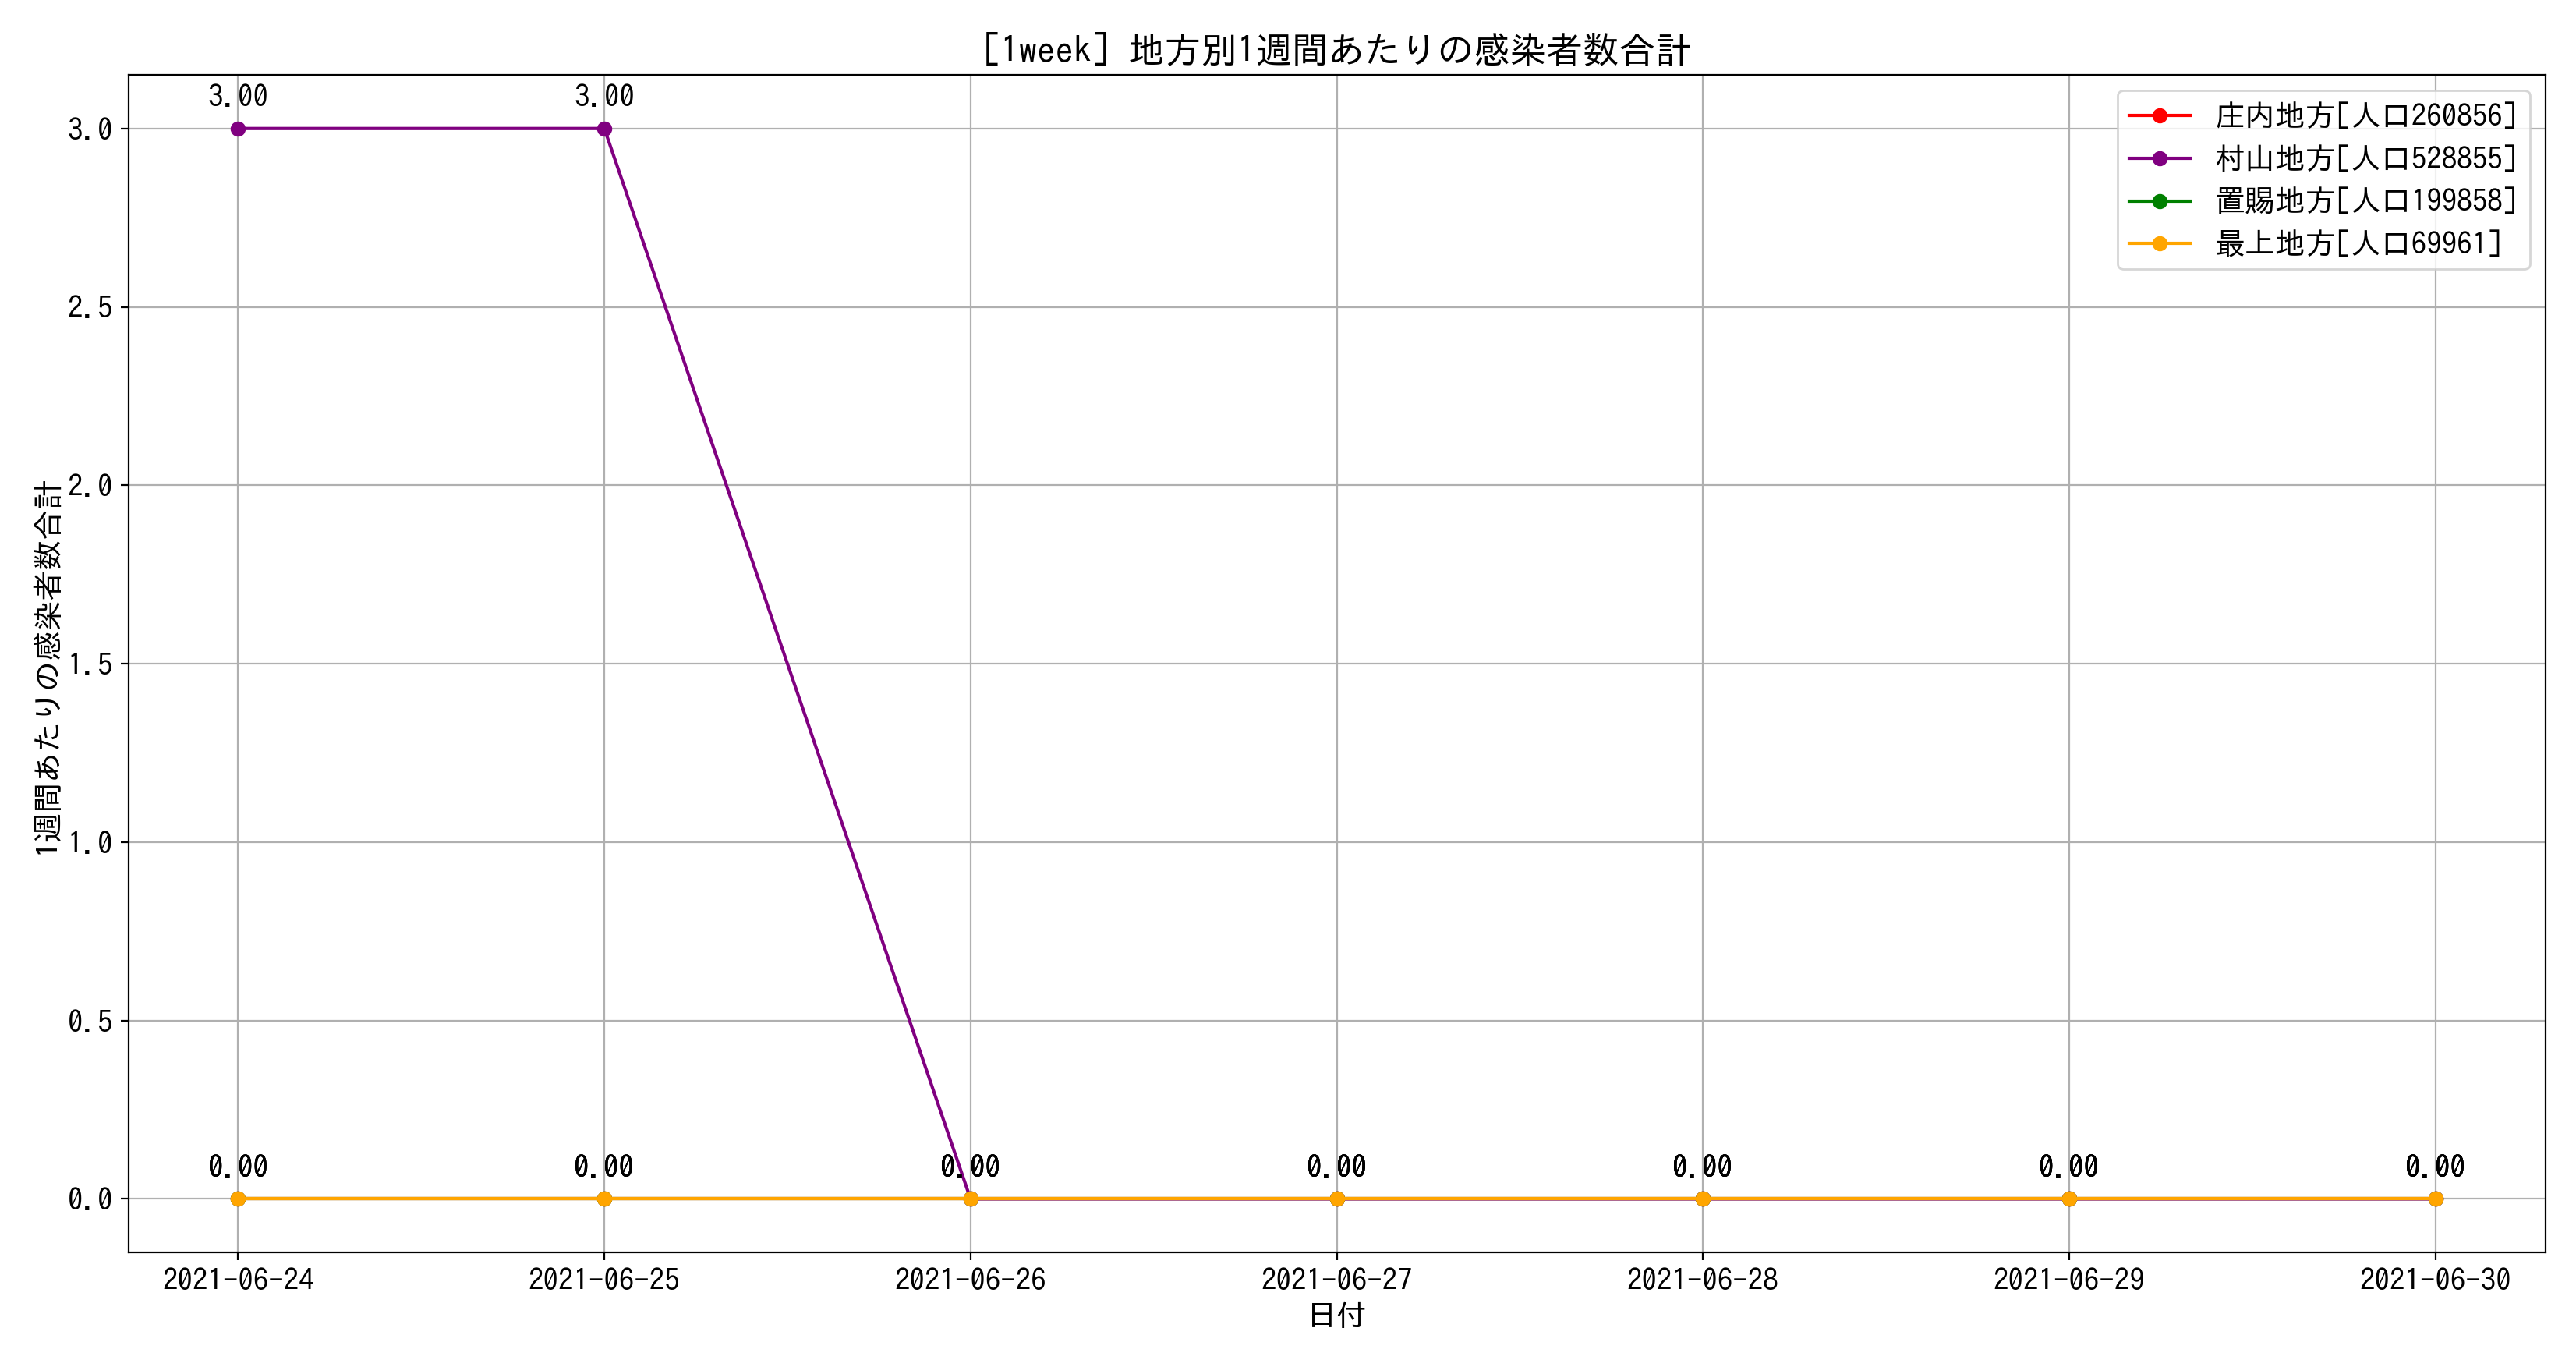 [1week] 地方別1週間あたりの感染者数合計
3.00 3.00
庄内地方[人口260856]
村山地方[人口528855]
置賜地方[人口199858]
最上地方[人口69961]
3.0
2.5
2.0
1.5
1.0
0.5
0.0
1週間あたりの感染者数合計
0.00 0.00 0.00 0.00 0.00 0.00 0.00
2021-06-24 2021-06-25 2021-06-26 2021-06-27 2021-06-28 2021-06-29 2021-06-30
日付